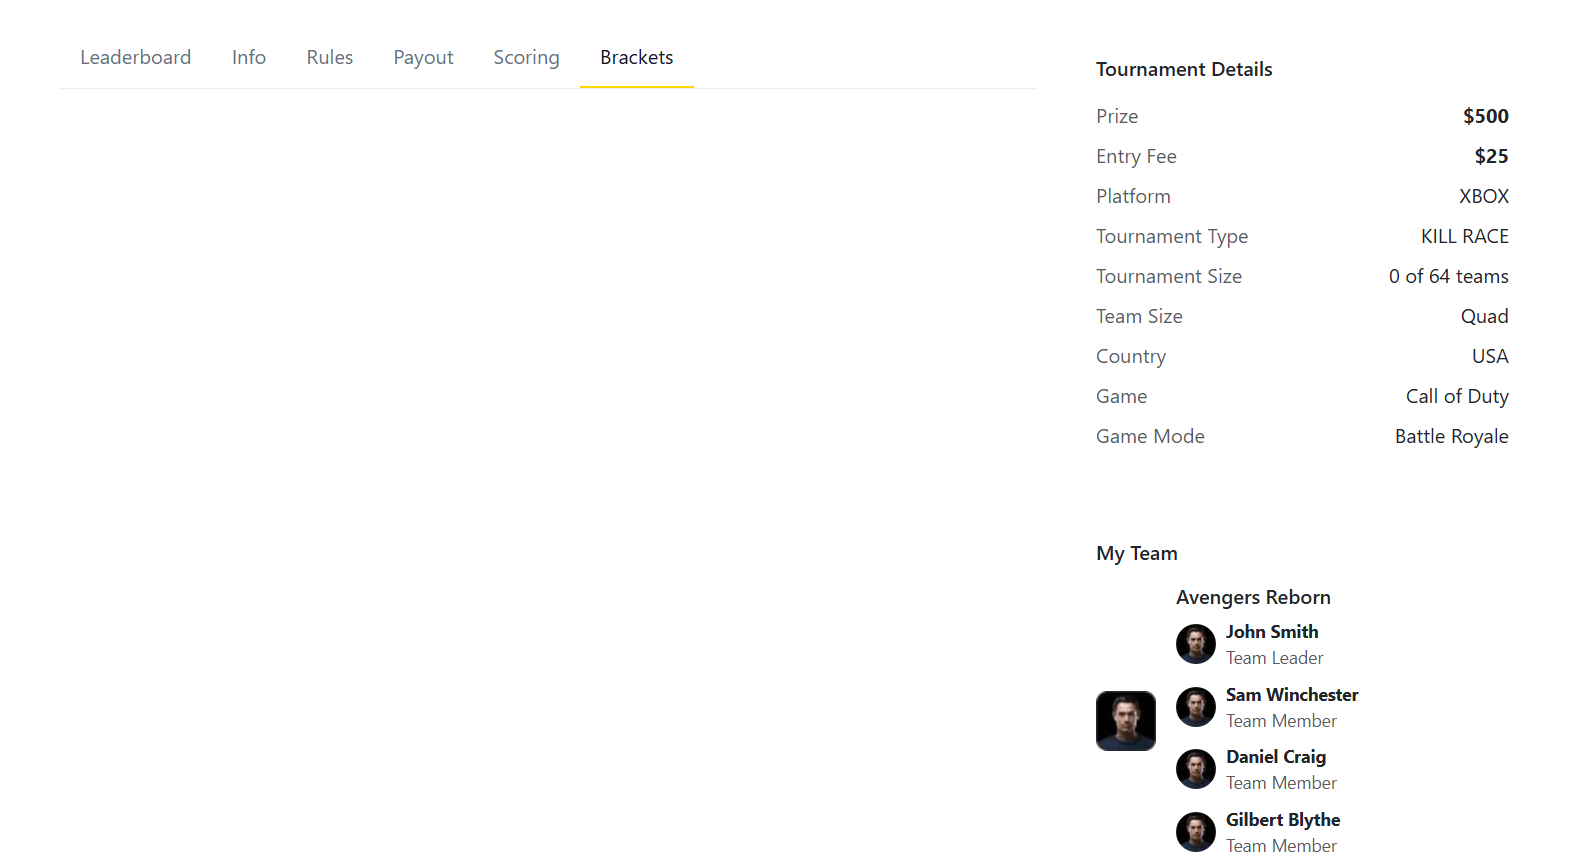 Leaderboard Info Rules Payout Scoring Brackets
Tournament Details
Prize $500
Entry Fee $25
Platform XBOX
Tournament Type KILL RACE
Tournament Size 0 of 64 teams
Team Size Quad
Country USA
Game Call of Duty
Game Mode Battle Royale
My Team
Avengers Reborn
John Smith
Team Leader
Sam Winchester
Team Member
Daniel Craig
Team Member
Gilbert Blythe
Team Member